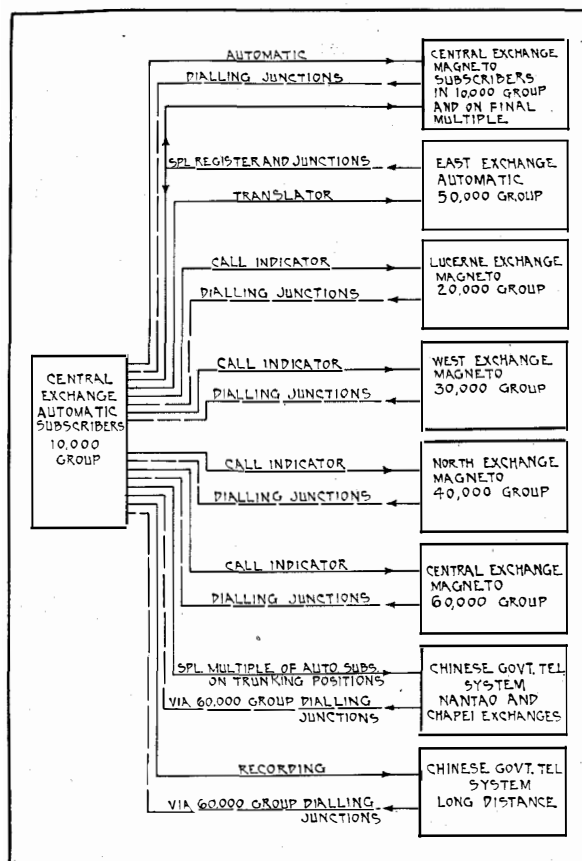 AUTOMATIC
DIALLING JUNCTIONS
CENTRAL EXCHANGE
MAGNETO
SUBSCRIBERS
IN 10,000 GROUP
AND ON FINAL
MULTIPLE
SPL REGISTER AND JUNCTIONS
TRANSLATOR
EAST EXCHANGE
AUTOMATIC
50,000 GROUP
CALL INDICATOR
DIALLING JUNCTIONS
LUCERNE EXCHANGE
MAGNETO
20,000 GROUP
CENTRAL
EXCHANGE
AUTOMATIC
SUBSCRIBERS
10,000
GROUP
CALL INDICATOR
DIALLING JUNCTIONS
WEST EXCHANGE
MAGNETO
30,000 GROUP
CALL INDICATOR
DIALLING JUNCTIONS
NORTH EXCHANGE
MAGNETO
40,000 GROUP
CALL INDICATOR
DIALLING JUNCTIONS
CENTRAL EXCHANGE
MAGNETO
60,000 GROUP
SPL. MULTIPLE OF AUTO SUBS.
ON TRUNKING POSITIONS
VIA 60,000 GROUP DIALLING
JUNCTIONS
CHINESE GOVT. TEL
SYSTEM
NANTAO AND
CHAPEI EXCHANGES
RECORDING
VIA 60,000 GROUP DIALLING
JUNCTIONS
CHINESE GOVT. TEL
SYSTEM
LONG DISTANCE